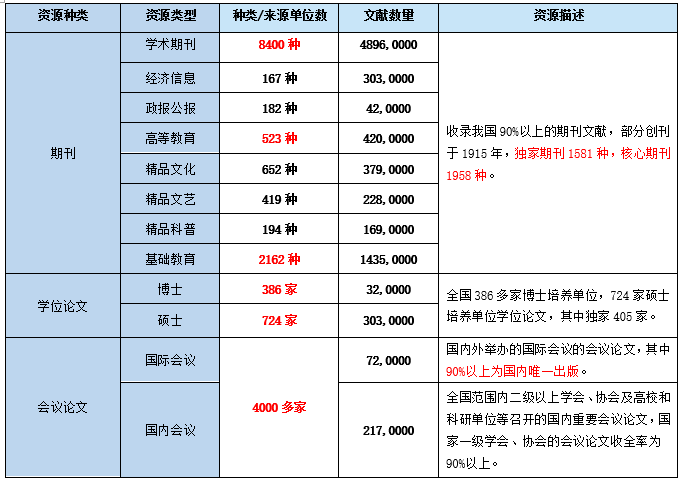 资源种类 资源类型 种类/来源单位数 文献数量 资源描述
期刊
学术期刊 8400 种 4896,0000
经济信息 167 种 303,0000
政报公报 182 种 42,0000
高等教育 523 种 420,0000
精品文化 652 种 379,0000
精品文艺 419 种 228,0000
精品科普 194 种 169,0000
基础教育 2162 种 1435,0000
收录我国 90%以上的期刊文献，部分创刊
于 1915 年，独家期刊 1581 种，核心期刊
1958 种。
学位论文
博士 386 家 32,0000
硕士 724 家 303,0000
全国 386 多家博士培养单位，724 家硕士
培养单位学位论文，其中独家 405 家。
会议论文
国际会议 72,0000
4000 多家
国内外举办的国际会议的会议论文，其中
90%以上为国内唯一出版。
国内会议 217,0000
全国范围内二级以上学会、协会及高校和
科研单位等召开的国内重要会议论文，国
家一级学会、协会的会议论文收全率为
90%以上。